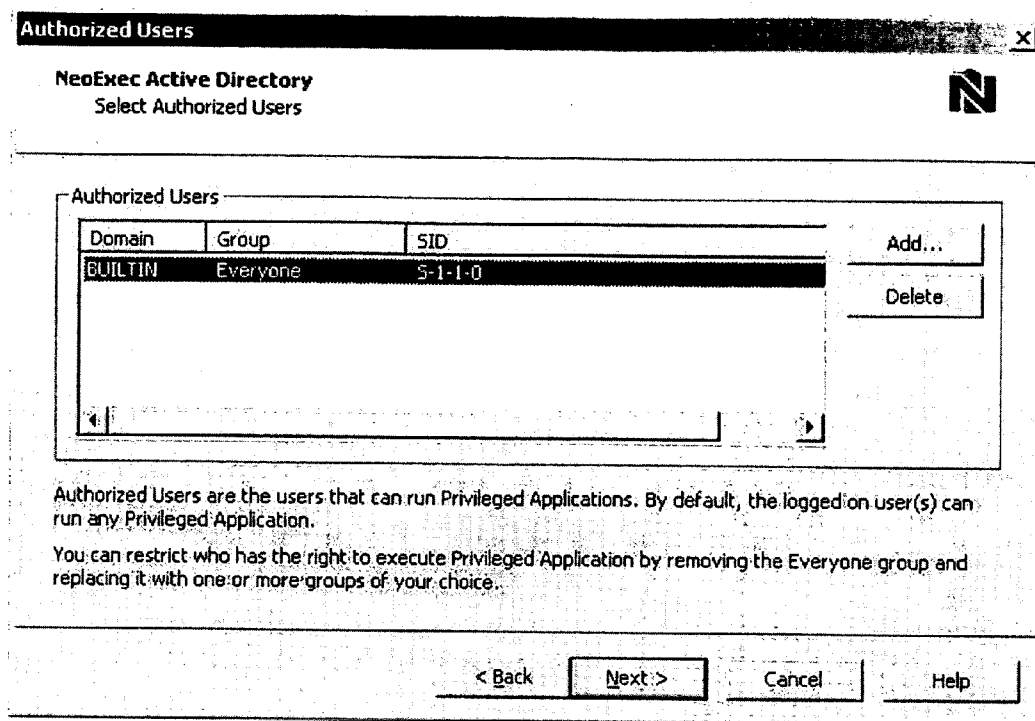 Authorized Users
NeoExec Active Directory
Select Authorized Users
Authorized Users
Domain Group SID
BUILTIN Everyone S-1-1-0
Add...
Delete
Authorized Users are the users that can run Privileged Applications. By default, the logged on user(s) can
run any Privileged Application.
You can restrict who has the right to execute Privileged Application by removing the Everyone group and
replacing it with one or more groups of your choice.
< Back Next > Cancel Help